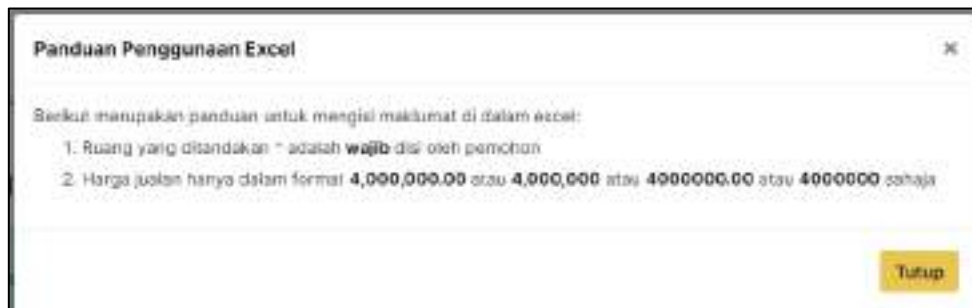 Panduan Penggunaan Excel
×
Berikut merupakan panduan untuk mengisi maklumat di dalam excel:
1. Ruang yang ditandakan * adalah wajib diisi oleh pemohon
2. Harga jualan hanya dalam format 4,000,000.00 atau 4,000,000 atau 4000000.00 atau 4000000 sahaja
Tutup